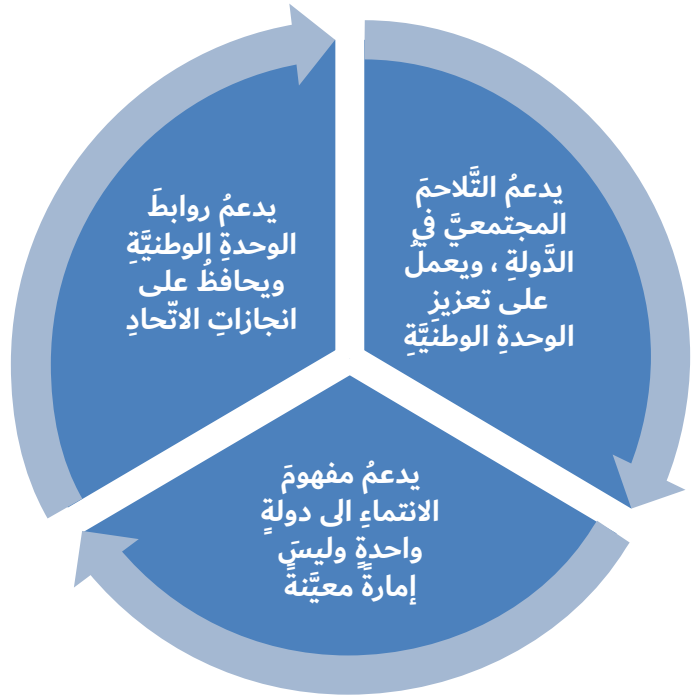 يدعمُ التَّلاحمَ
المجتمعيَّ في
الدَّولةِ ، ويعملُ
على تعزيزِ
الوحدةِ الوطنيَّةِ
يدعمُ مفهومَ
الانتماءِ الى دولةٍ
واحدةٍ وليسَ
إمارةً معيَّنةً
يدعمُ روابطَ
الوحدةِ الوطنيَّةِ
ويحافظُ على
انجازاتِ الاتّحادِ